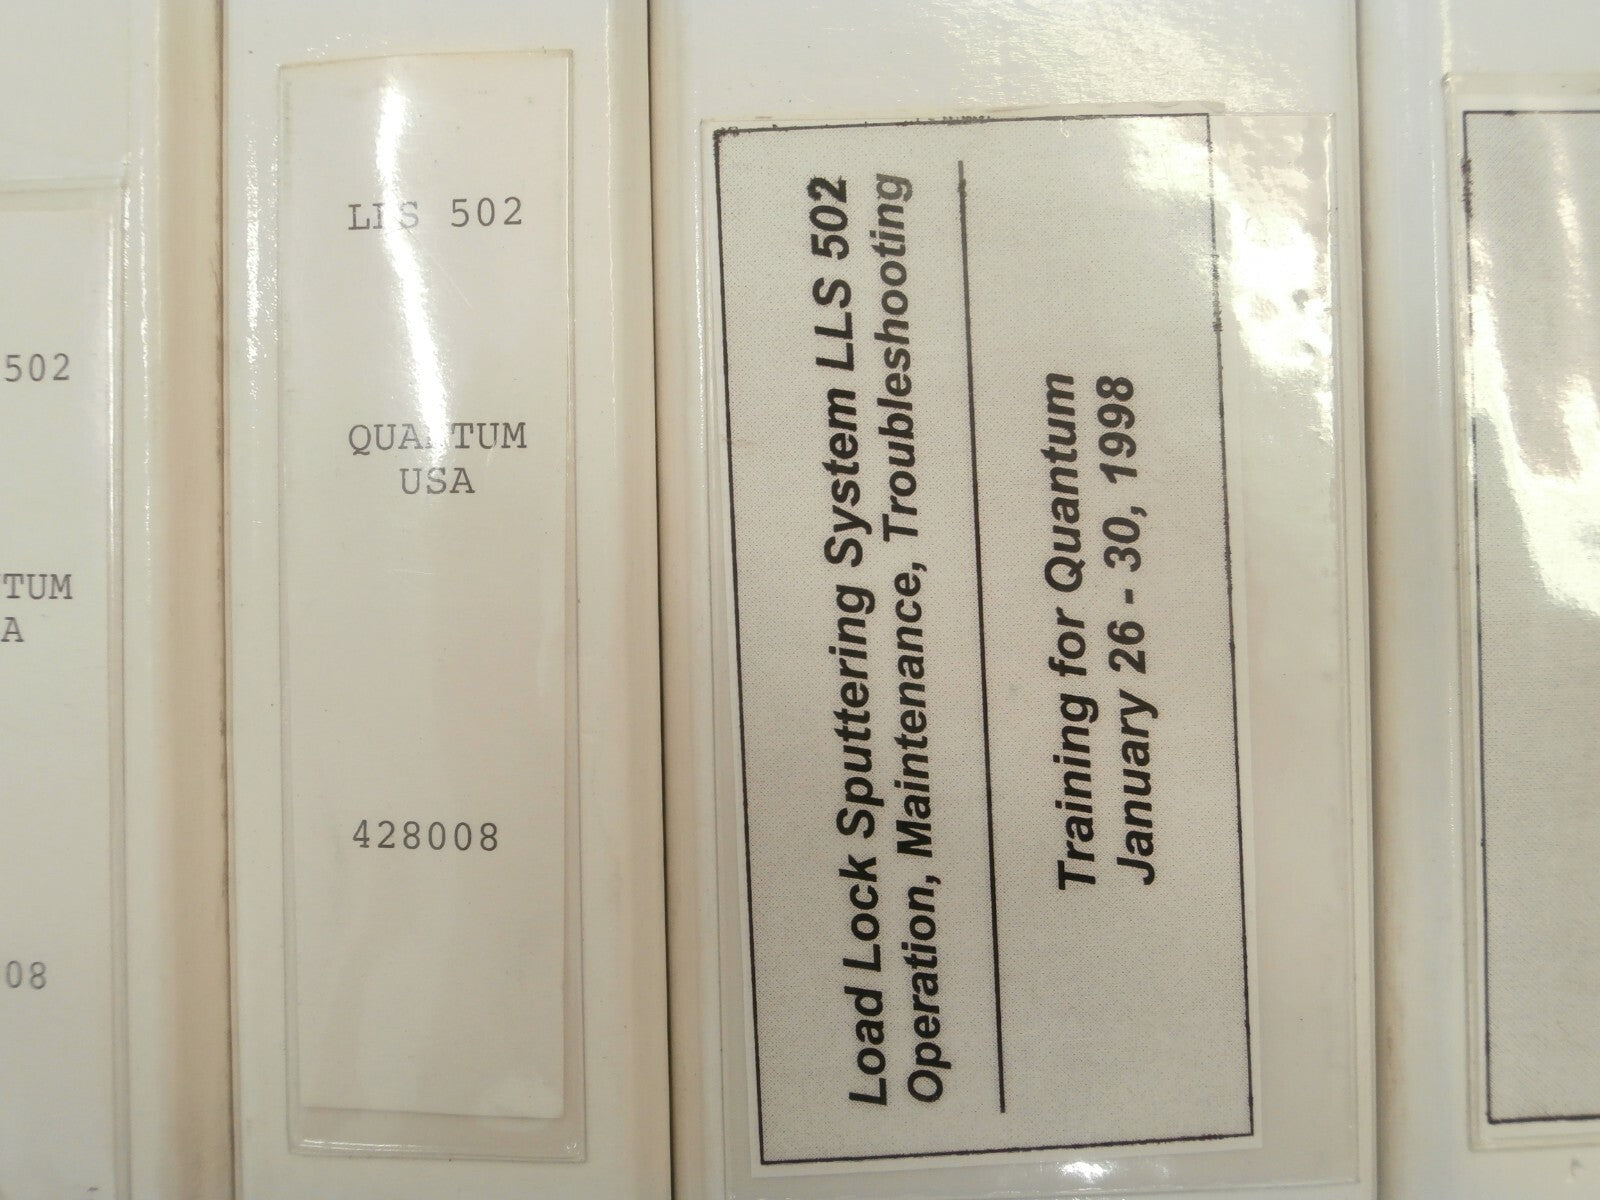 502
TUM
A
08
LLS 502
QUANTUM
USA
428008
Load Lock Sputtering System LLS 502
Operation, Maintenance, Troubleshooting
Training for Quantum
January 26 - 30, 1998